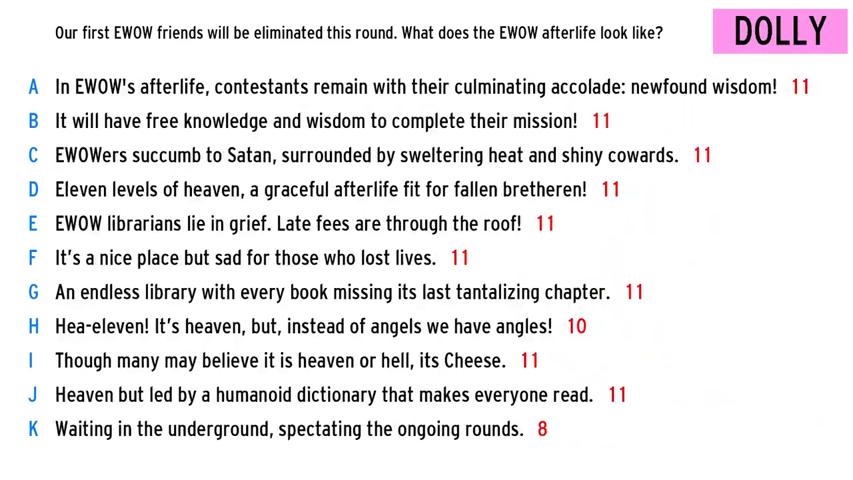 Our first EWOW friends will be eliminated this round. What does the EWOW afterlife look like?
DOLLY
A In EWOW's afterlife, contestants remain with their culminating accolade: newfound wisdom! 11
B It will have free knowledge and wisdom to complete their mission! 11
C EWOWers succumb to Satan, surrounded by sweltering heat and shiny cowards. 11
D Eleven levels of heaven, a graceful afterlife fit for fallen bretheren! 11
E EWOW librarians lie in grief. Late fees are through the roof! 11
F It’s a nice place but sad for those who lost lives. 11
G An endless library with every book missing its last tantalizing chapter. 11
H Hea-eleven! It’s heaven, but, instead of angels we have angles! 10
I Though many may believe it is heaven or hell, its Cheese. 11
J Heaven but led by a humanoid dictionary that makes everyone read. 11
K Waiting in the underground, spectating the ongoing rounds. 8